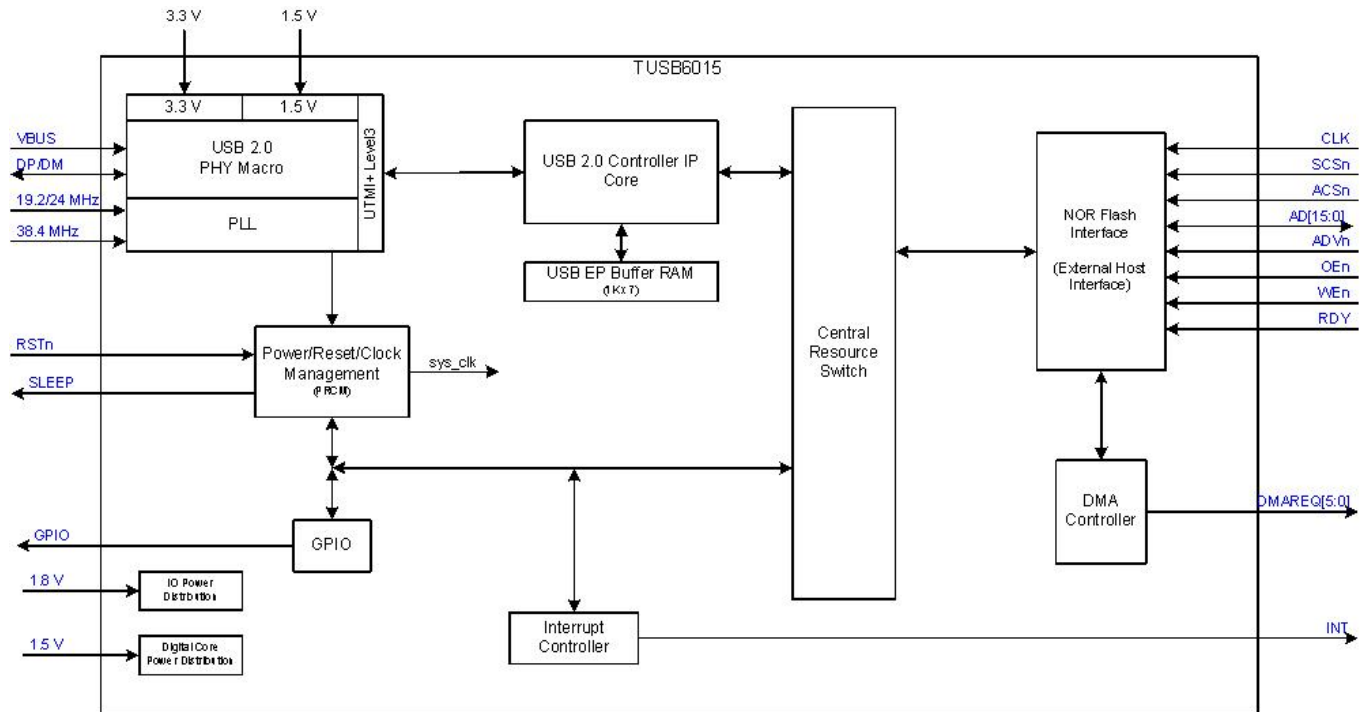 3.3 V
1.5 V
TUSB6015
3.3 V
1.5 V
USB 2.0
PHY Macro
UTMI+ Level3
PLL
VBUS
DP/DM
19.2/24 MHz
38.4 MHz
USB 2.0 Controller IP
Core
USB EP Buffer RAM
(1K x 7)
Central
Resource
Switch
NOR Flash
Interface
(External Host
Interface)
CLK
SCSn
ACSn
AD[15:0]
ADVn
OEn
WEn
RDY
RSTn
SLEEP
Power/Reset/Clock
Management
(PRCM)
sys_clk
DMA
Controller
DMAREQ[5:0]
GPIO
GPIO
1.8 V
IO Power
Distribution
1.5 V
Digital Core
Power Distribution
Interrupt
Controller
INT